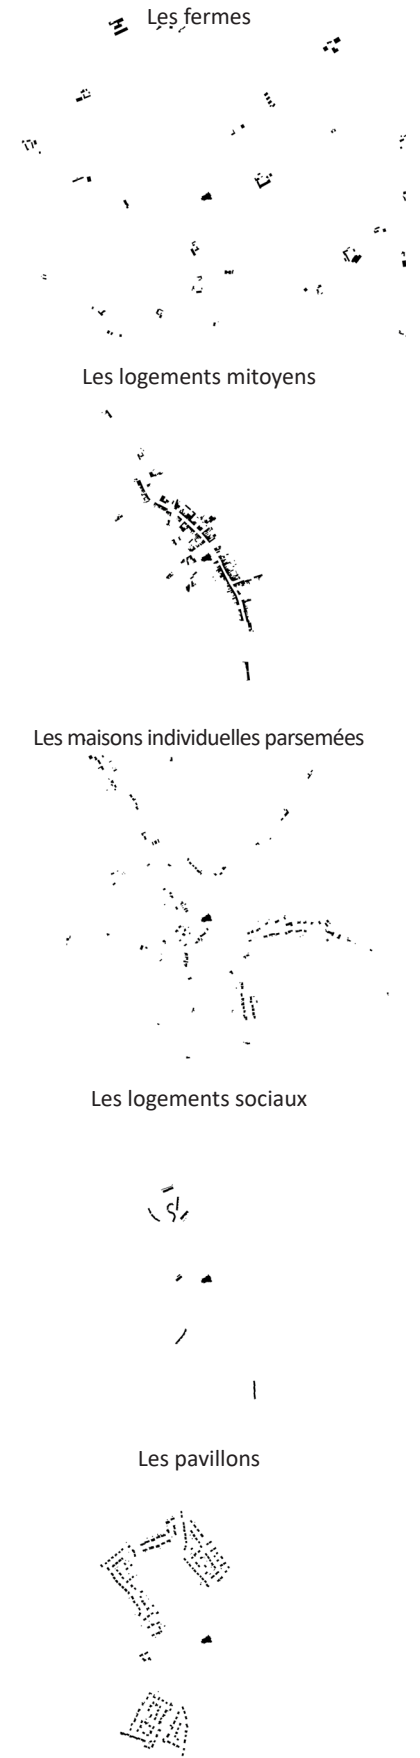 Les fermes
Les logements mitoyens
Les maisons individuelles parsemées
Les logements sociaux
Les pavillons